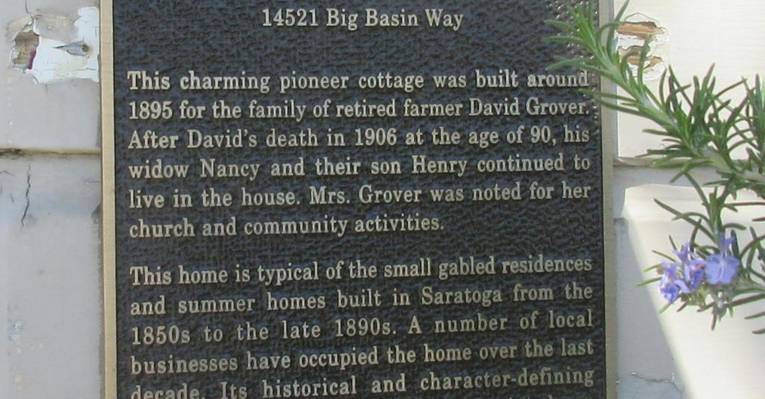 14521 Big Basin Way
This charming pioneer cottage was built around
1895 for the family of retired farmer David Grover.
After David's death in 1906 at the age of 90, his
widow Nancy and their son Henry continued to
live in the house. Mrs. Grover was noted for her
church and community activities.
This home is typical of the small gabled residences
and summer homes built in Saratoga from the
1850s to the late 1890s. A number of local
businesses have occupied the home over the last
decade. Its historical and character-defining